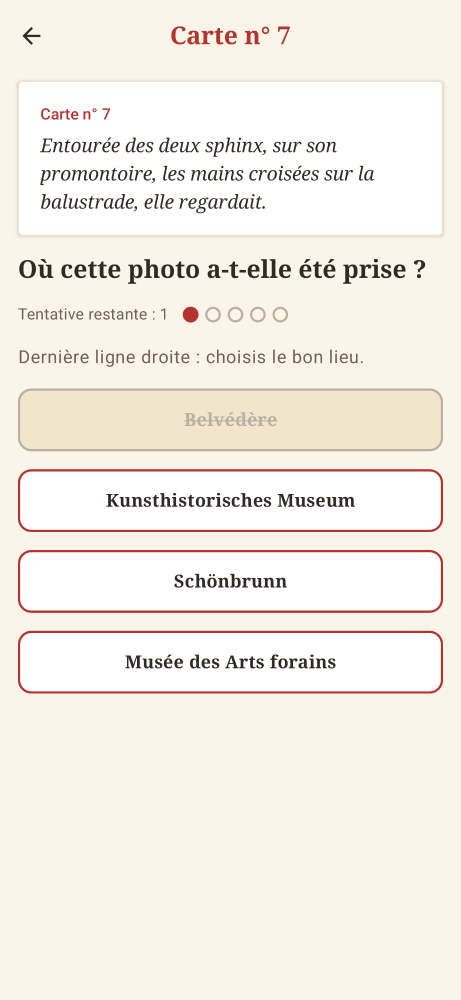 Carte n° 7
Carte n° 7
Entourée des deux sphinx, sur son
promontoire, les mains croisées sur la
balustrade, elle regardait.
Où cette photo a-t-elle été prise ?
Tentative restante : 1
Dernière ligne droite : choisis le bon lieu.
Belvédère
Kunsthistorisches Museum
Schönbrunn
Musée des Arts forains